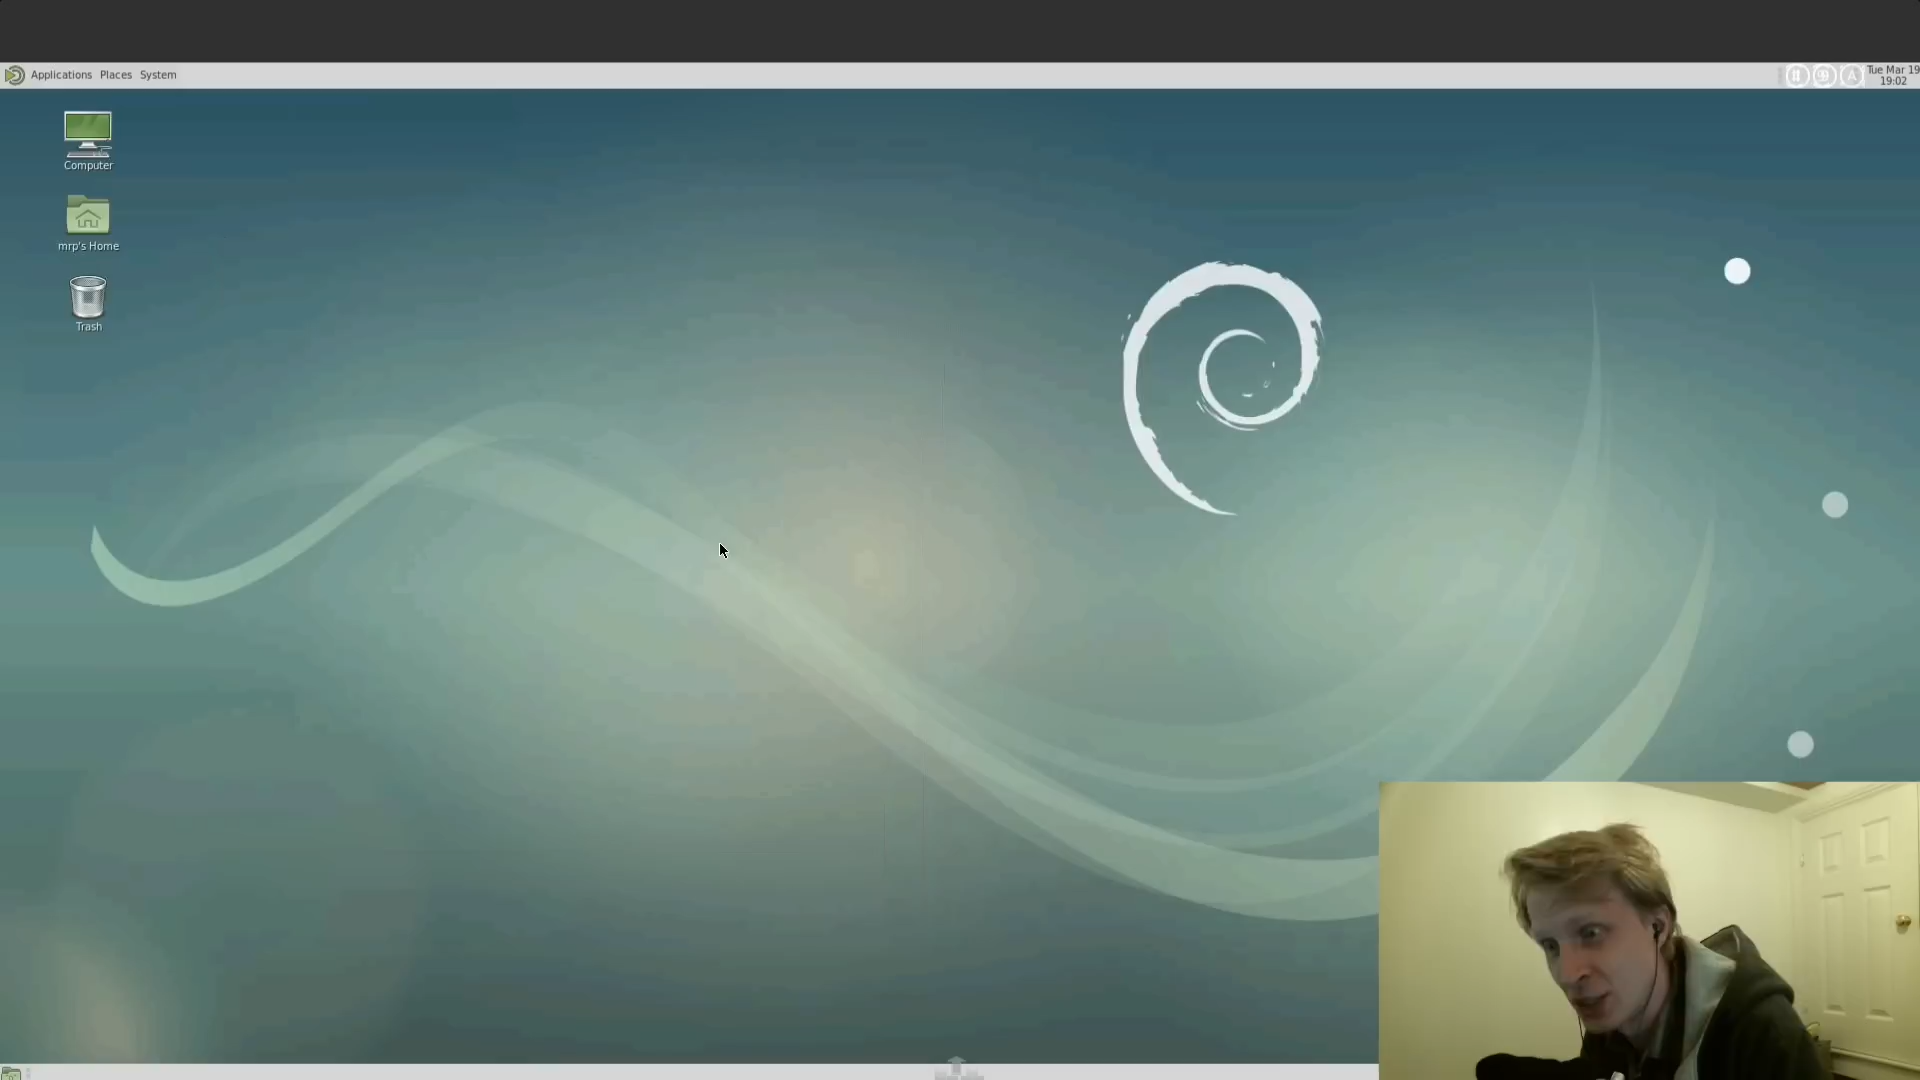 Applications Places System
Tue Mar 19
19:02
Computer
mrp's Home
Trash